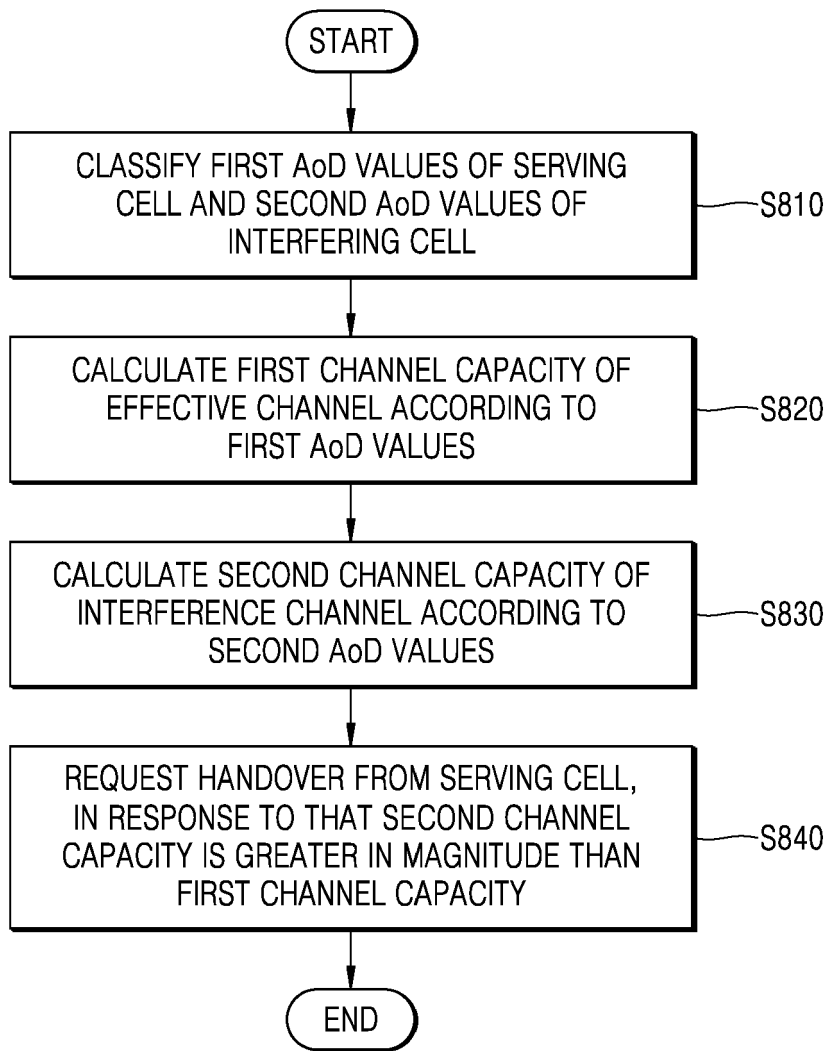 START
CLASSIFY FIRST AoD VALUES OF SERVING
CELL AND SECOND AoD VALUES OF
INTERFERING CELL
S810
CALCULATE FIRST CHANNEL CAPACITY OF
EFFECTIVE CHANNEL ACCORDING TO
FIRST AoD VALUES
S820
CALCULATE SECOND CHANNEL CAPACITY OF
INTERFERENCE CHANNEL ACCORDING TO
SECOND AoD VALUES
S830
REQUEST HANDOVER FROM SERVING CELL,
IN RESPONSE TO THAT SECOND CHANNEL
CAPACITY IS GREATER IN MAGNITUDE THAN
FIRST CHANNEL CAPACITY
S840
END